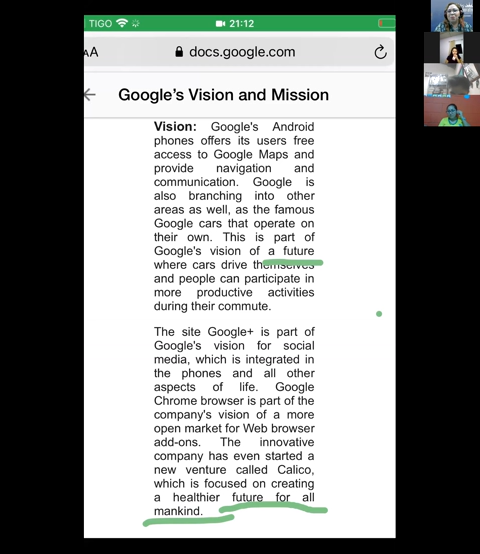 TIGO 21:12
AA docs.google.com
Google's Vision and Mission
Vision: Google's Android
phones offers its users free
access to Google Maps and
provide navigation and
communication. Google is
also branching into other
areas as well, as the famous
Google cars that operate on
their own. This is part of
Google's vision of a future
where cars drive themselves
and people can participate in
more productive activities
during their commute.
The site Google+ is part of
Google's vision for social
media, which is integrated in
the phones and all other
aspects of life. Google
Chrome browser is part of the
company's vision of a more
open market for Web browser
add-ons. The innovative
company has even started a
new venture called Calico,
which is focused on creating
a healthier future for all
mankind.